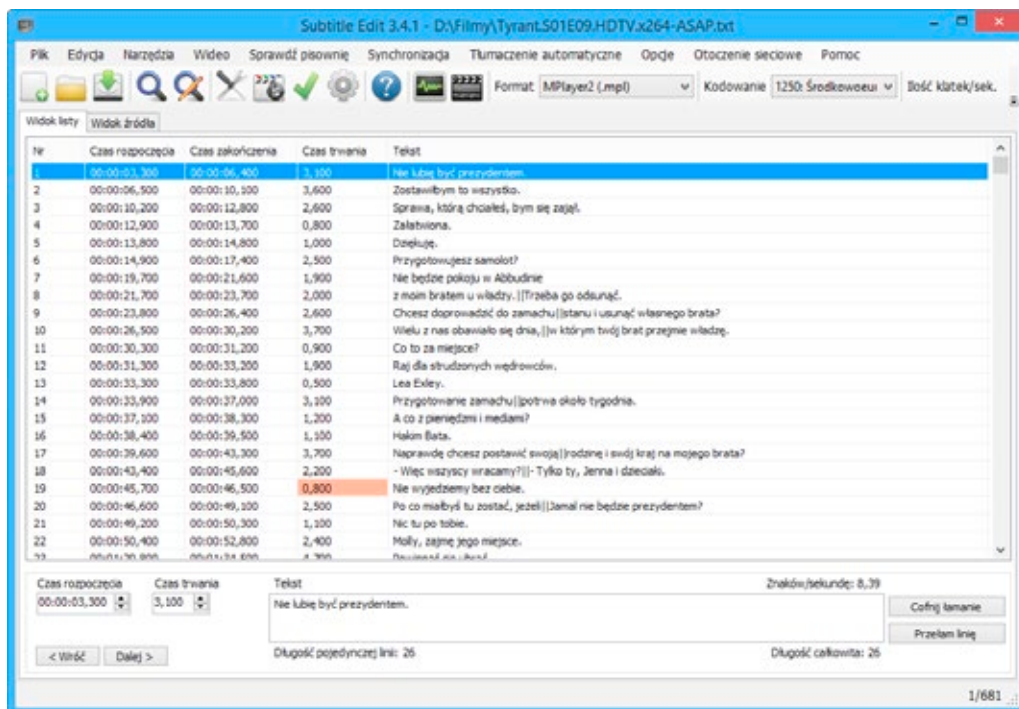 Subtitle Edit 3.4.1 - D:\Filmy\Tyrant.S01E09.HDTV.x264-ASAP.txt
Plik Edycja Narzędzia Wideo Sprawdź pisownię Synchronizacja Tłumaczenie automatyczne Opcje Otoczenie sieciowe Pomoc
Format MPlayer2 (.mpl) Kodowanie 1250: Środkowoeur Ilość klatek/sek.
Widok listy Widok źródła
Nr Czas rozpoczęcia Czas zakończenia Czas trwania Tekst
1 00:00:03,300 00:00:06,400 3,100 Nie lubię być prezydentem.
2 00:00:06,500 00:00:10,100 3,600 Zostawiłbym to wszystko.
3 00:00:10,200 00:00:12,800 2,600 Sprawa, którą chciałeś, bym się zajął.
4 00:00:12,900 00:00:13,700 0,800 Załatwiona.
5 00:00:13,800 00:00:14,800 1,000 Dziękuję.
6 00:00:14,900 00:00:17,400 2,500 Przygotowujesz samolot?
7 00:00:19,700 00:00:21,600 1,900 Nie będzie pokoju w Abbudinie
8 00:00:21,700 00:00:23,700 2,000 z moim bratem u władzy.||Trzeba go odsunąć.
9 00:00:23,800 00:00:26,400 2,600 Chcesz doprowadzić do zamachu||stanu i usunąć własnego brata?
10 00:00:26,500 00:00:30,200 3,700 Wielu z nas obawiało się dnia,||w którym twój brat przejmie władzę.
11 00:00:30,300 00:00:31,200 0,900 Co to za miejsce?
12 00:00:31,300 00:00:33,200 1,900 Raj dla strudzonych wędrowców.
13 00:00:33,300 00:00:33,800 0,500 Lea Exley.
14 00:00:33,900 00:00:37,000 3,100 Przygotowanie zamachu||potrwa około tygodnia.
15 00:00:37,100 00:00:38,300 1,200 A co z pieniędzmi i mediami?
16 00:00:38,400 00:00:39,500 1,100 Hakim Bata.
17 00:00:39,600 00:00:43,300 3,700 Naprawdę chcesz postawić swoją||rodzinę i swój kraj na mojego brata?
18 00:00:43,400 00:00:45,600 2,200 - Więc wszyscy wracamy?||- Tylko ty, Jenna i dzieciaki.
19 00:00:45,700 00:00:46,500 0,800 Nie wyjedziemy bez ciebie.
20 00:00:46,600 00:00:49,100 2,500 Po co miałbyś tu zostać, jeżeli||Jamal nie będzie prezydentem?
21 00:00:49,200 00:00:50,300 1,100 Nic tu po tobie.
22 00:00:50,400 00:00:52,800 2,400 Molly, zajmę jego miejsce.
Czas rozpoczęcia Czas trwania Tekst Znaków/sekundę: 8,39
00:00:03,300 3,100 Nie lubię być prezydentem. Cofnij łamanie
Przełam linię
< Wróć Dalej > Długość pojedynczej linii: 26 Długość całkowita: 26
1/681